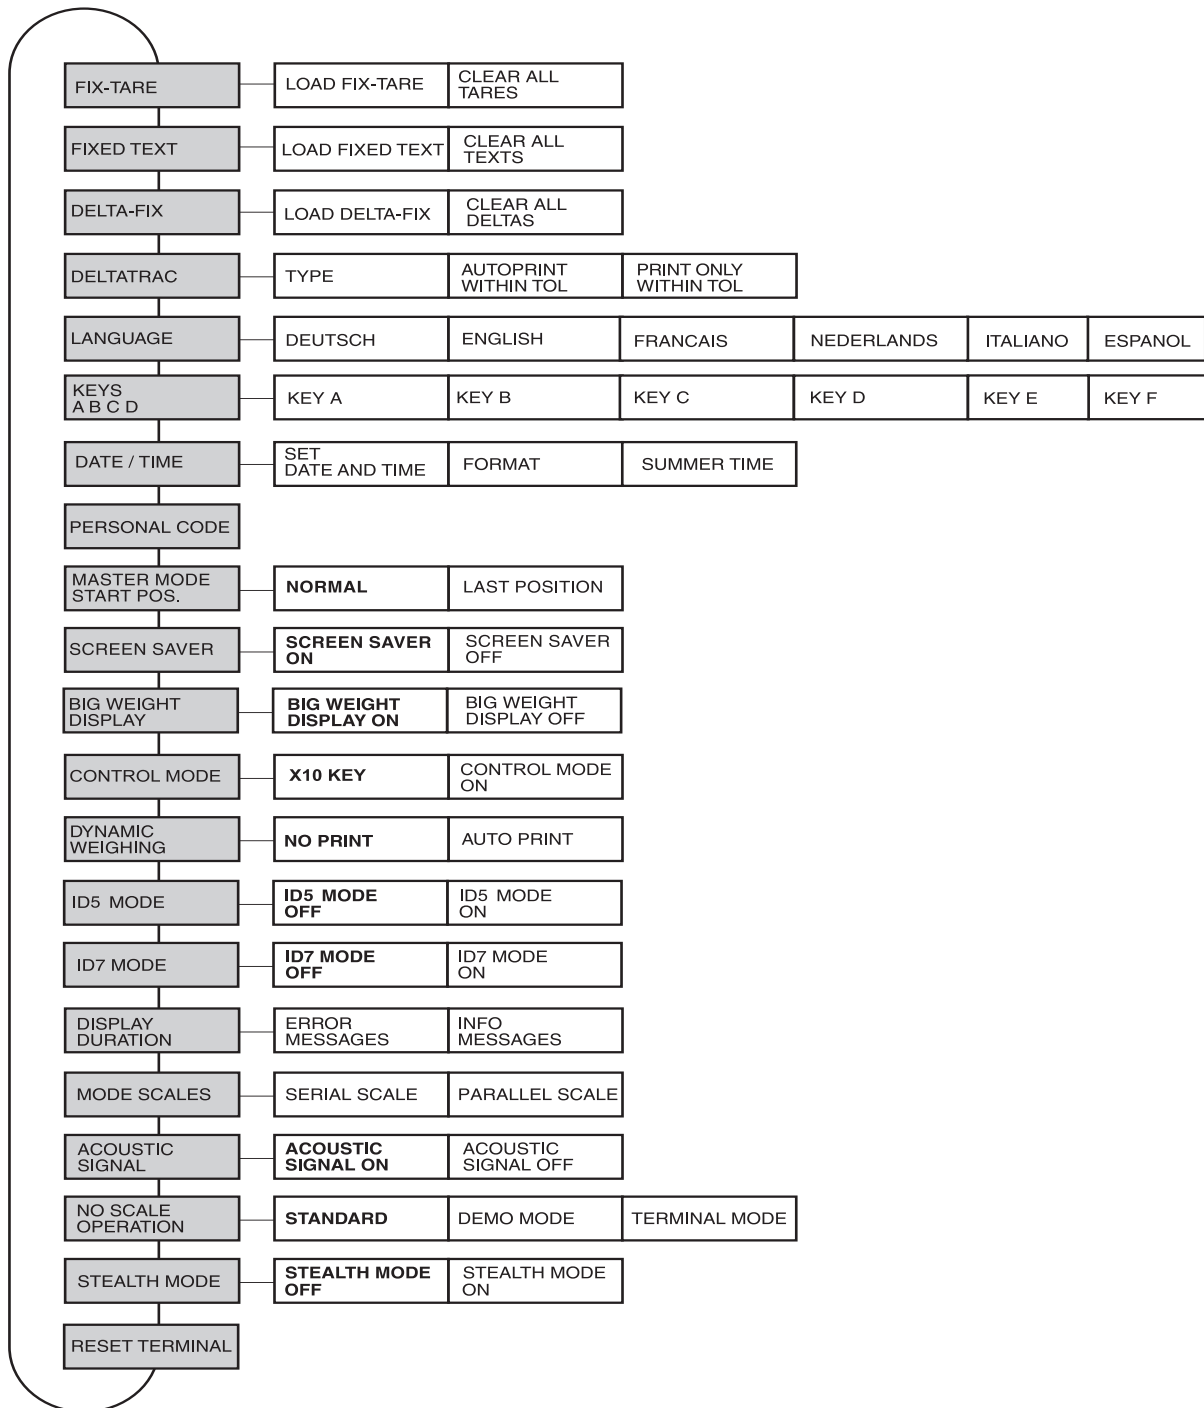 FIX-TARE
LOAD FIX-TARE
CLEAR ALL
TARES
FIXED TEXT
LOAD FIXED TEXT
CLEAR ALL
TEXTS
DELTA-FIX
LOAD DELTA-FIX
CLEAR ALL
DELTAS
DELTATRAC
TYPE
AUTOPRINT
WITHIN TOL
PRINT ONLY
WITHIN TOL
LANGUAGE
DEUTSCH
ENGLISH
FRANCAIS
NEDERLANDS
ITALIANO
ESPANOL
KEYS
A B C D
KEY A
KEY B
KEY C
KEY D
KEY E
KEY F
DATE / TIME
SET
DATE AND TIME
FORMAT
SUMMER TIME
PERSONAL CODE
MASTER MODE
START POS.
NORMAL
LAST POSITION
SCREEN SAVER
SCREEN SAVER
ON
SCREEN SAVER
OFF
BIG WEIGHT
DISPLAY
BIG WEIGHT
DISPLAY ON
BIG WEIGHT
DISPLAY OFF
CONTROL MODE
X10 KEY
CONTROL MODE
ON
DYNAMIC
WEIGHING
NO PRINT
AUTO PRINT
ID5 MODE
ID5 MODE
OFF
ID5 MODE
ON
ID7 MODE
ID7 MODE
OFF
ID7 MODE
ON
DISPLAY
DURATION
ERROR
MESSAGES
INFO
MESSAGES
MODE SCALES
SERIAL SCALE
PARALLEL SCALE
ACOUSTIC
SIGNAL
ACOUSTIC
SIGNAL ON
ACOUSTIC
SIGNAL OFF
NO SCALE
OPERATION
STANDARD
DEMO MODE
TERMINAL MODE
STEALTH MODE
STEALTH MODE
OFF
STEALTH MODE
ON
RESET TERMINAL